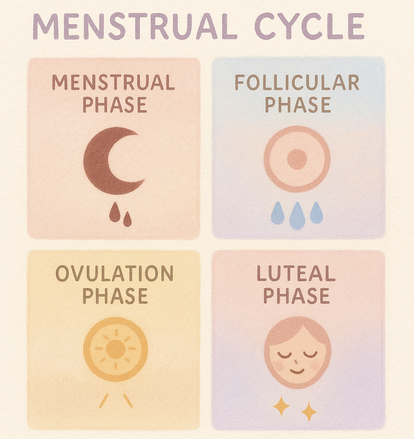 MENSTRUAL CYCLE
MENSTRUAL
PHASE
FOLLICULAR
PHASE
OVULATION
PHASE
LUTEAL
PHASE